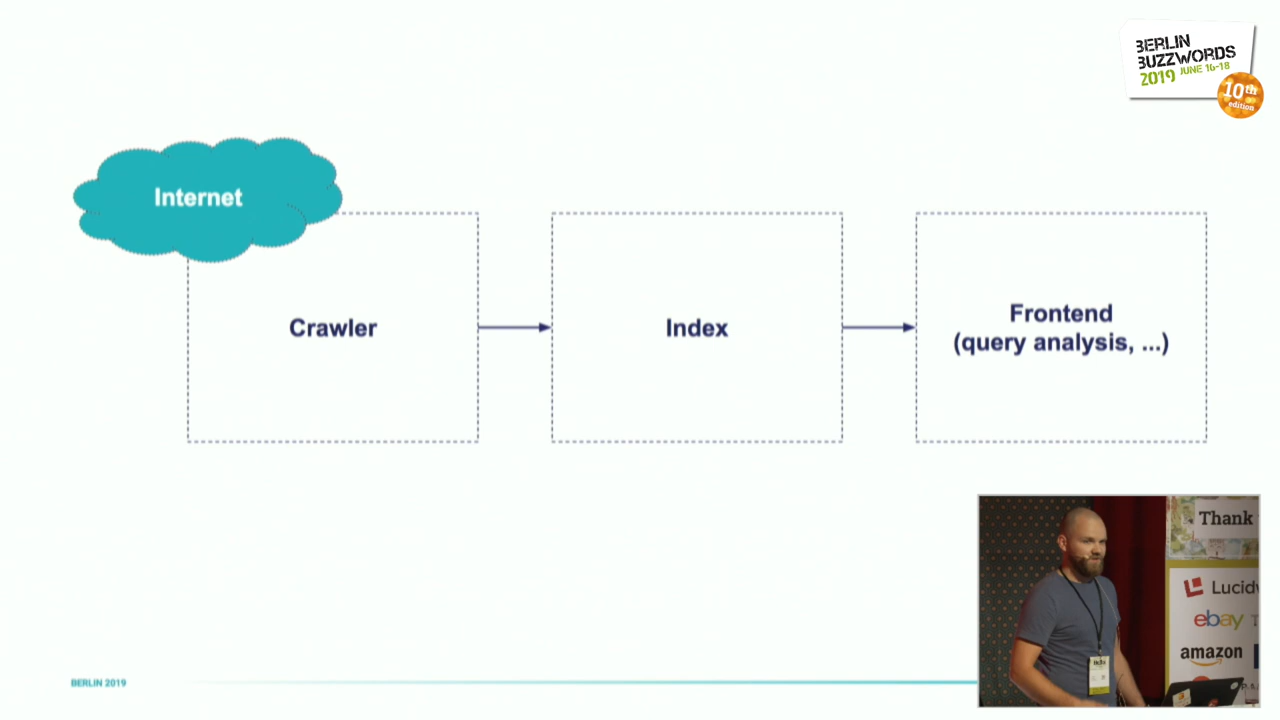 BERLIN
BUZZWORDS
2019 JUNE 16-18
10th
edition
Internet
Crawler
Index
Frontend
(query analysis, ...)
Thank
Lucidw
ebay
amazon
BERLIN 2019